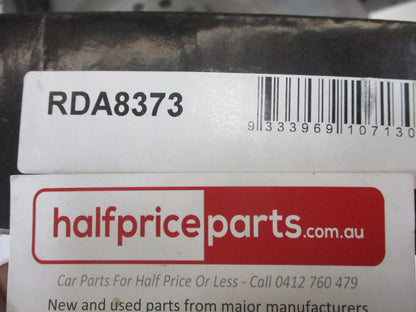 RDA8373
9 333969 107130
halfpriceparts.com.au
Car Parts For Half Price Or Less - Call 0412 760 479
New and used parts from major manufacturers